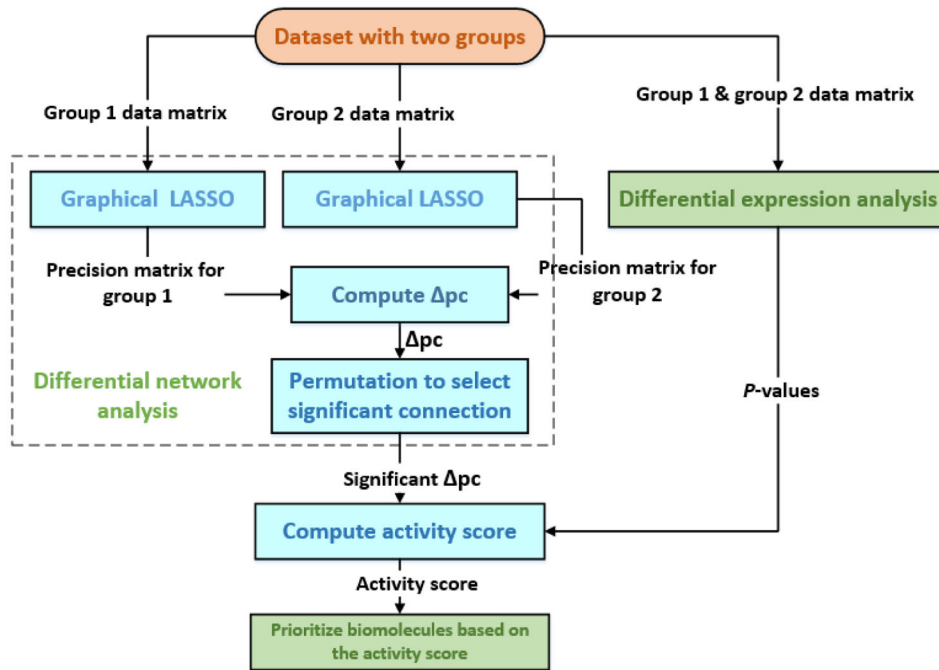 Dataset with two groups
Group 1 data matrix
Group 2 data matrix
Group 1 & group 2 data matrix
Graphical LASSO
Graphical LASSO
Differential expression analysis
Precision matrix for
group 1
Compute Δpc
Precision matrix for
group 2
Δpc
Differential network
analysis
Permutation to select
significant connection
P-values
Significant Δpc
Compute activity score
Activity score
Prioritize biomolecules based on
the activity score